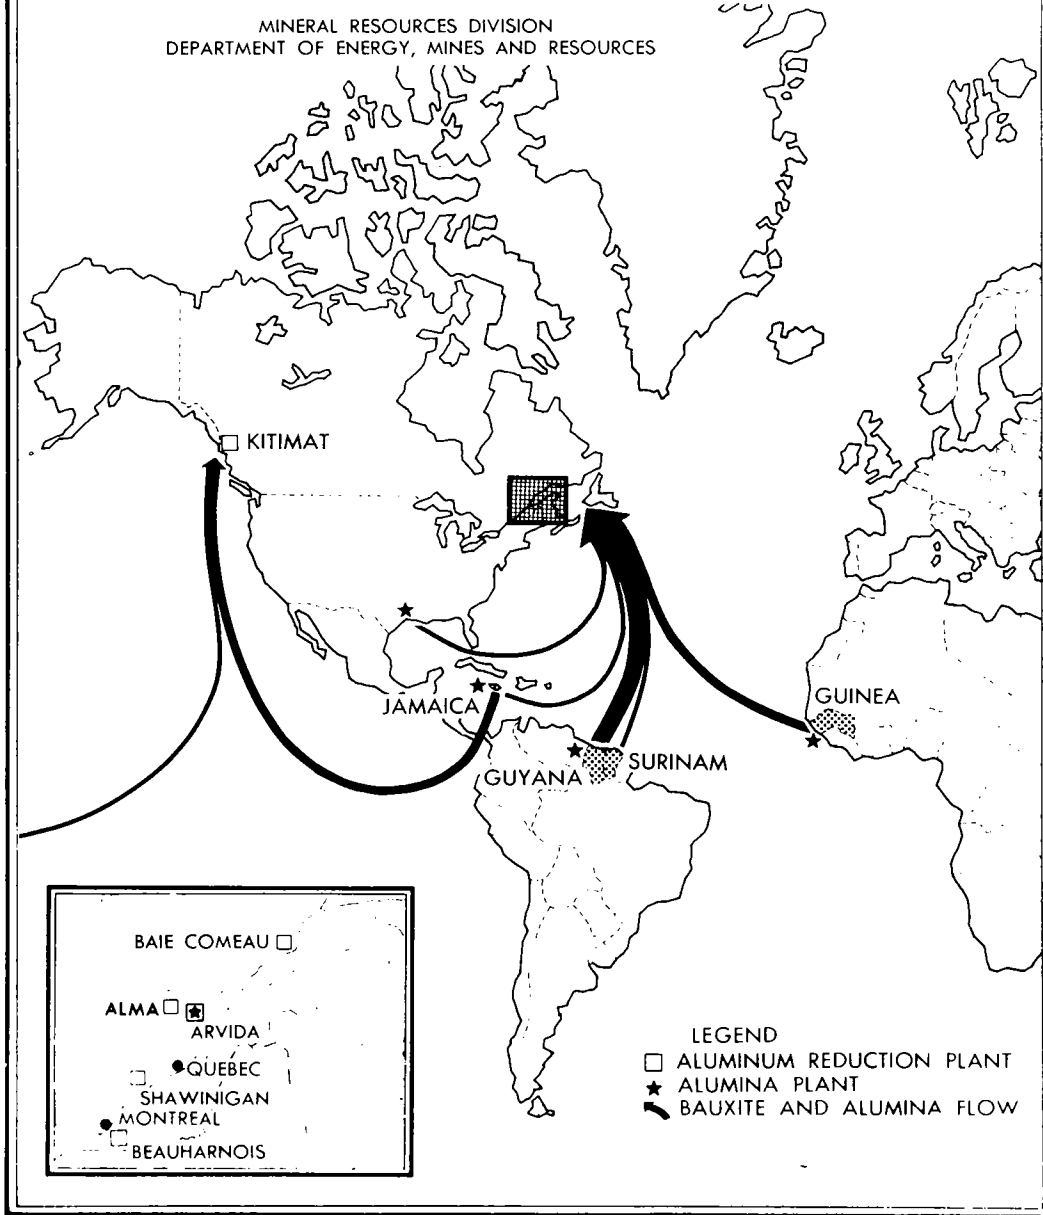 MINERAL RESOURCES DIVISION
DEPARTMENT OF ENERGY, MINES AND RESOURCES
KITIMAT
JAMAICA
GUINEA
GUYANA
SURINAM
BAIE COMEAU
ALMA
ARVIDA
QUEBEC
SHAWINIGAN
MONTREAL
BEAUHARNOIS
LEGEND
ALUMINUM REDUCTION PLANT
ALUMINA PLANT
BAUXITE AND ALUMINA FLOW